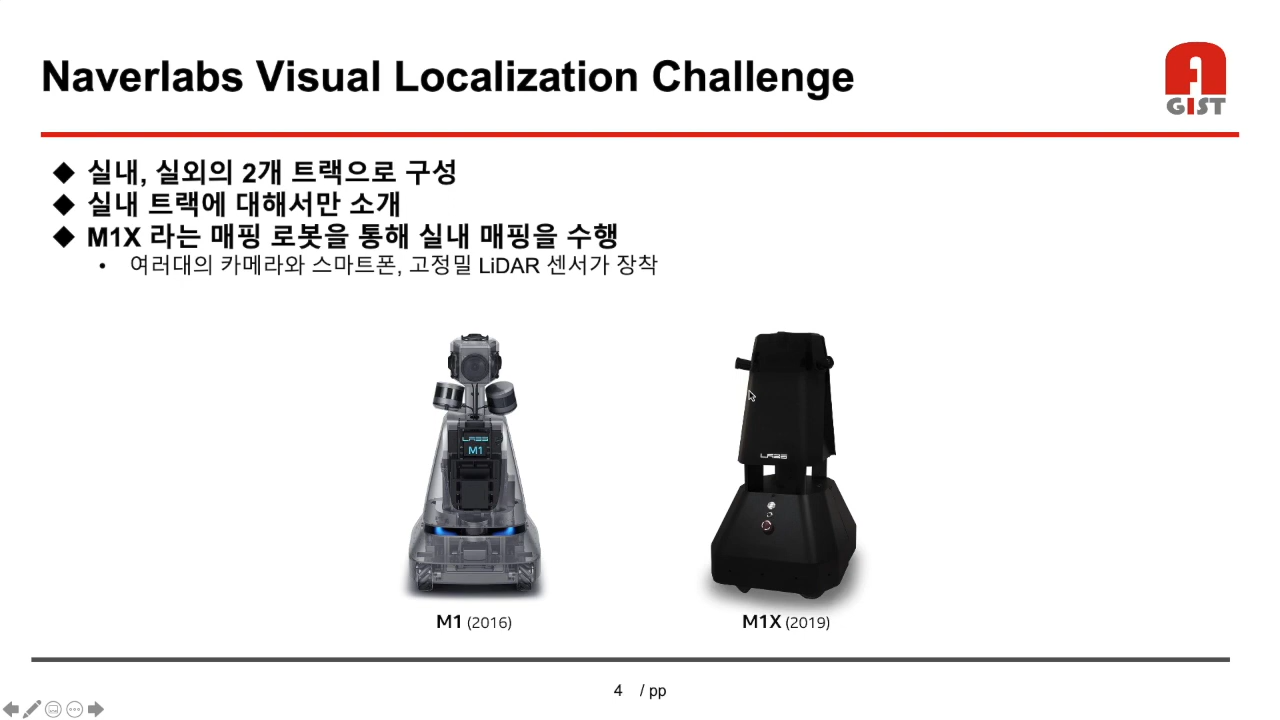 Naverlabs Visual Localization Challenge
GIST
◆ 실내, 실외의 2개 트랙으로 구성
◆ 실내 트랙에 대해서만 소개
◆ M1X 라는 매핑 로봇을 통해 실내 매핑을 수행
• 여러대의 카메라와 스마트폰, 고정밀 LiDAR 센서가 장착
LABS
M1
LABS
M1 (2016)
M1X (2019)
4 / pp